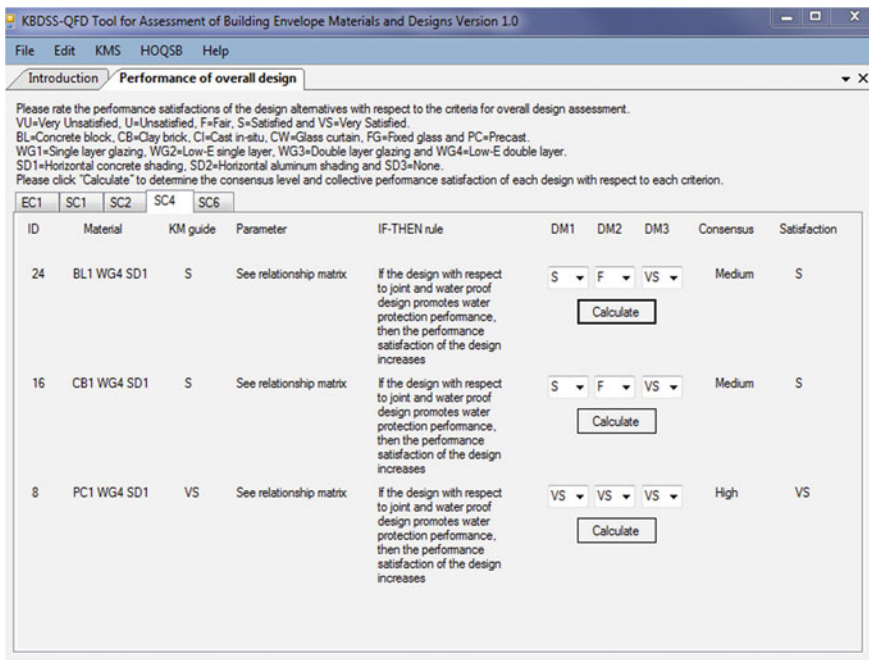 KBDSS-QFD Tool for Assessment of Building Envelope Materials and Designs Version 1.0
File Edit KMS HOQSB Help
Introduction Performance of overall design
Please rate the performance satisfactions of the design alternatives with respect to the criteria for overall design assessment.
VU=Very Unsatisfied, U=Unsatisfied, F=Fair, S=Satisfied and VS=Very Satisfied.
BL=Concrete block, CB=Clay brick, CI=Cast in-situ, CW=Glass curtain, FG=Fixed glass and PC=Precast.
WG1=Single layer glazing, WG2=Low-E single layer, WG3=Double layer glazing and WG4=Low-E double layer.
SD1=Horizontal concrete shading, SD2=Horizontal aluminum shading and SD3=None.
Please click "Calculate" to determine the consensus level and collective performance satisfaction of each design with respect to each criterion.
EC1 SC1 SC2 SC4 SC6
ID Material KM guide Parameter IF-THEN rule DM1 DM2 DM3 Consensus Satisfaction
24 BL1 WG4 SD1 S See relationship matrix If the design with respect S F VS Medium S
to joint and water proof
design promotes water
protection performance, Calculate
then the performance
satisfaction of the design
increases
16 CB1 WG4 SD1 S See relationship matrix If the design with respect S F VS Medium S
to joint and water proof
design promotes water
protection performance, Calculate
then the performance
satisfaction of the design
increases
8 PC1 WG4 SD1 VS See relationship matrix If the design with respect VS VS VS High VS
to joint and water proof
design promotes water
protection performance, Calculate
then the performance
satisfaction of the design
increases